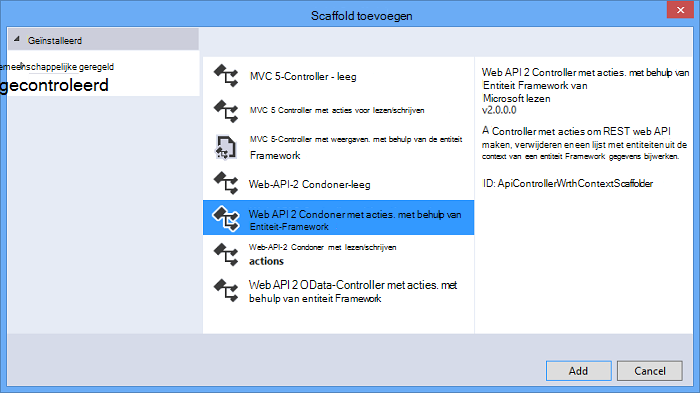 Scaffold toevoegen
Geïnstalleerd
emeenschappelijke geregeld
gecontroleerd
MVC 5-Controller - leeg
MVC 5 Controller met acties voor lezen/schrijven
MVC 5-Controller met weergaven. met behulp van de entiteit
Framework
Web-API-2 Condoner-leeg
Web API 2 Condoner met acties. met behulp van
Entiteit-Framework
Web-API-2 Condoner met lezen/schrijven
actions
Web API 2 OData-Controller met acties. met
behulp van entiteit Framework
Web API 2 Controller met acties. met behulp van
Entiteit Framework van
Microsoft lezen
v2.0.0.0
A Controller met acties om REST web API
maken, verwijderen en een lijst met entiteiten uit de
context van een entiteit Framework gegevens bijwerken.
ID: ApiControllerWrthContextScaffolder
Add
Cancel